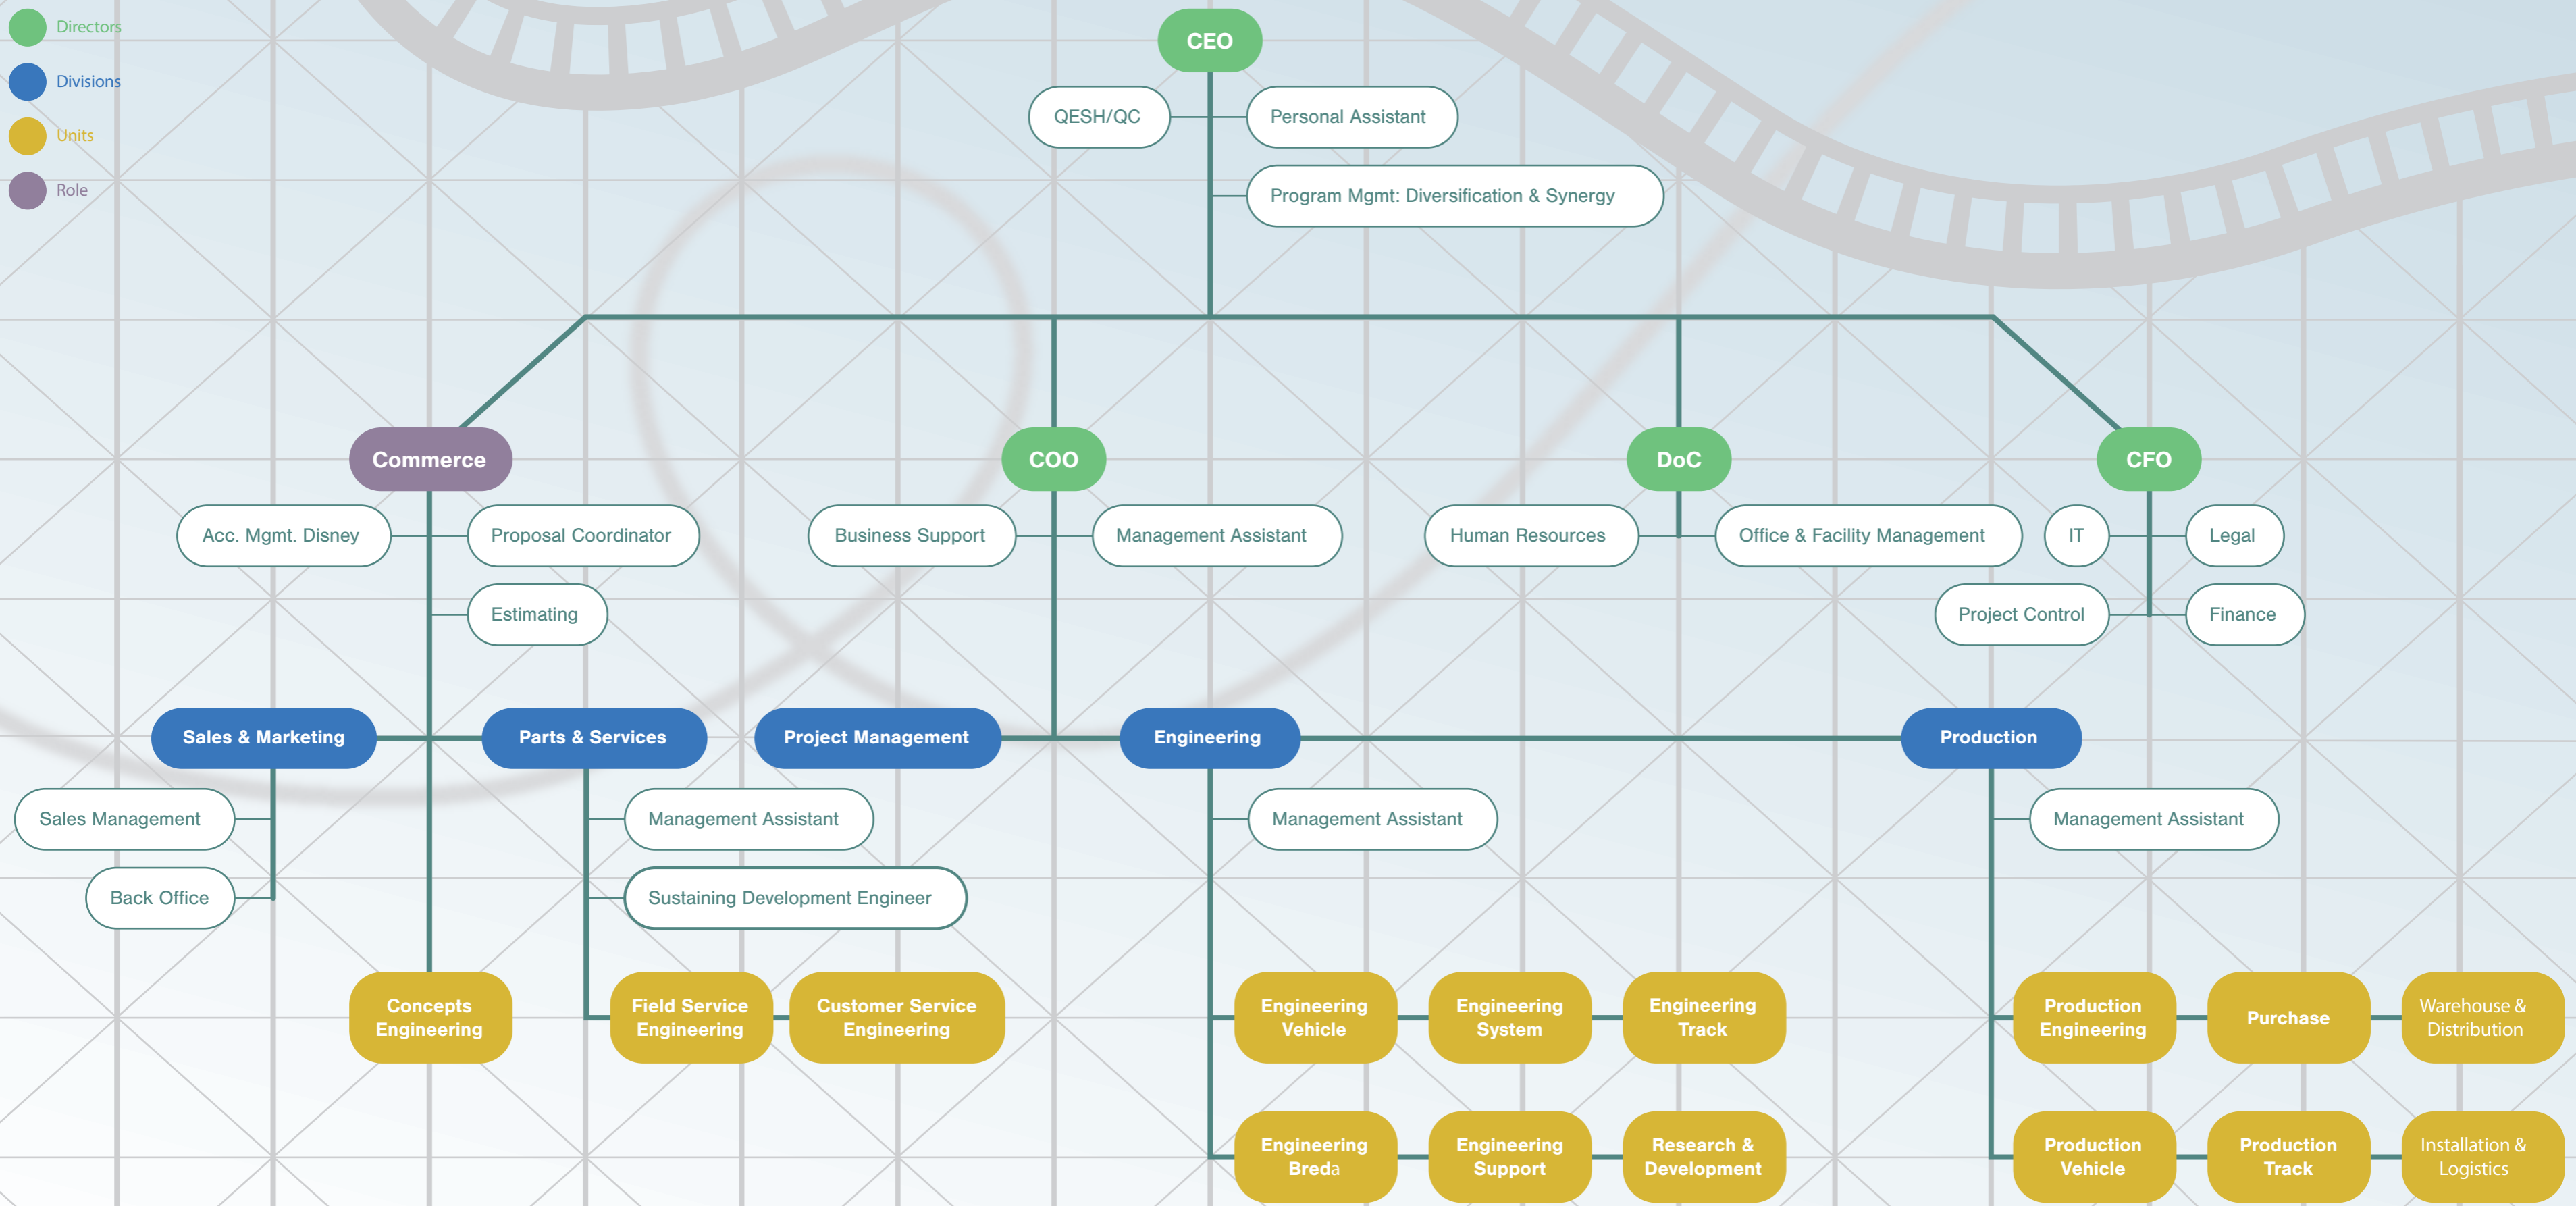 Directors
Divisions
Units
Role
CEO
QESH/QC
Personal Assistant
Program Mgmt: Diversification & Synergy
Commerce
COO
DoC
CFO
Acc. Mgmt. Disney
Proposal Coordinator
Business Support
Management Assistant
Human Resources
Office & Facility Management
IT
Legal
Estimating
Project Control
Finance
Sales & Marketing
Parts & Services
Project Management
Engineering
Production
Sales Management
Management Assistant
Management Assistant
Management Assistant
Back Office
Sustaining Development Engineer
Concepts
Engineering
Field Service
Engineering
Customer Service
Engineering
Engineering
Vehicle
Engineering
System
Engineering
Track
Production
Engineering
Purchase
Warehouse &
Distribution
Engineering
Breda
Engineering
Support
Research &
Development
Production
Vehicle
Production
Track
Installation &
Logistics